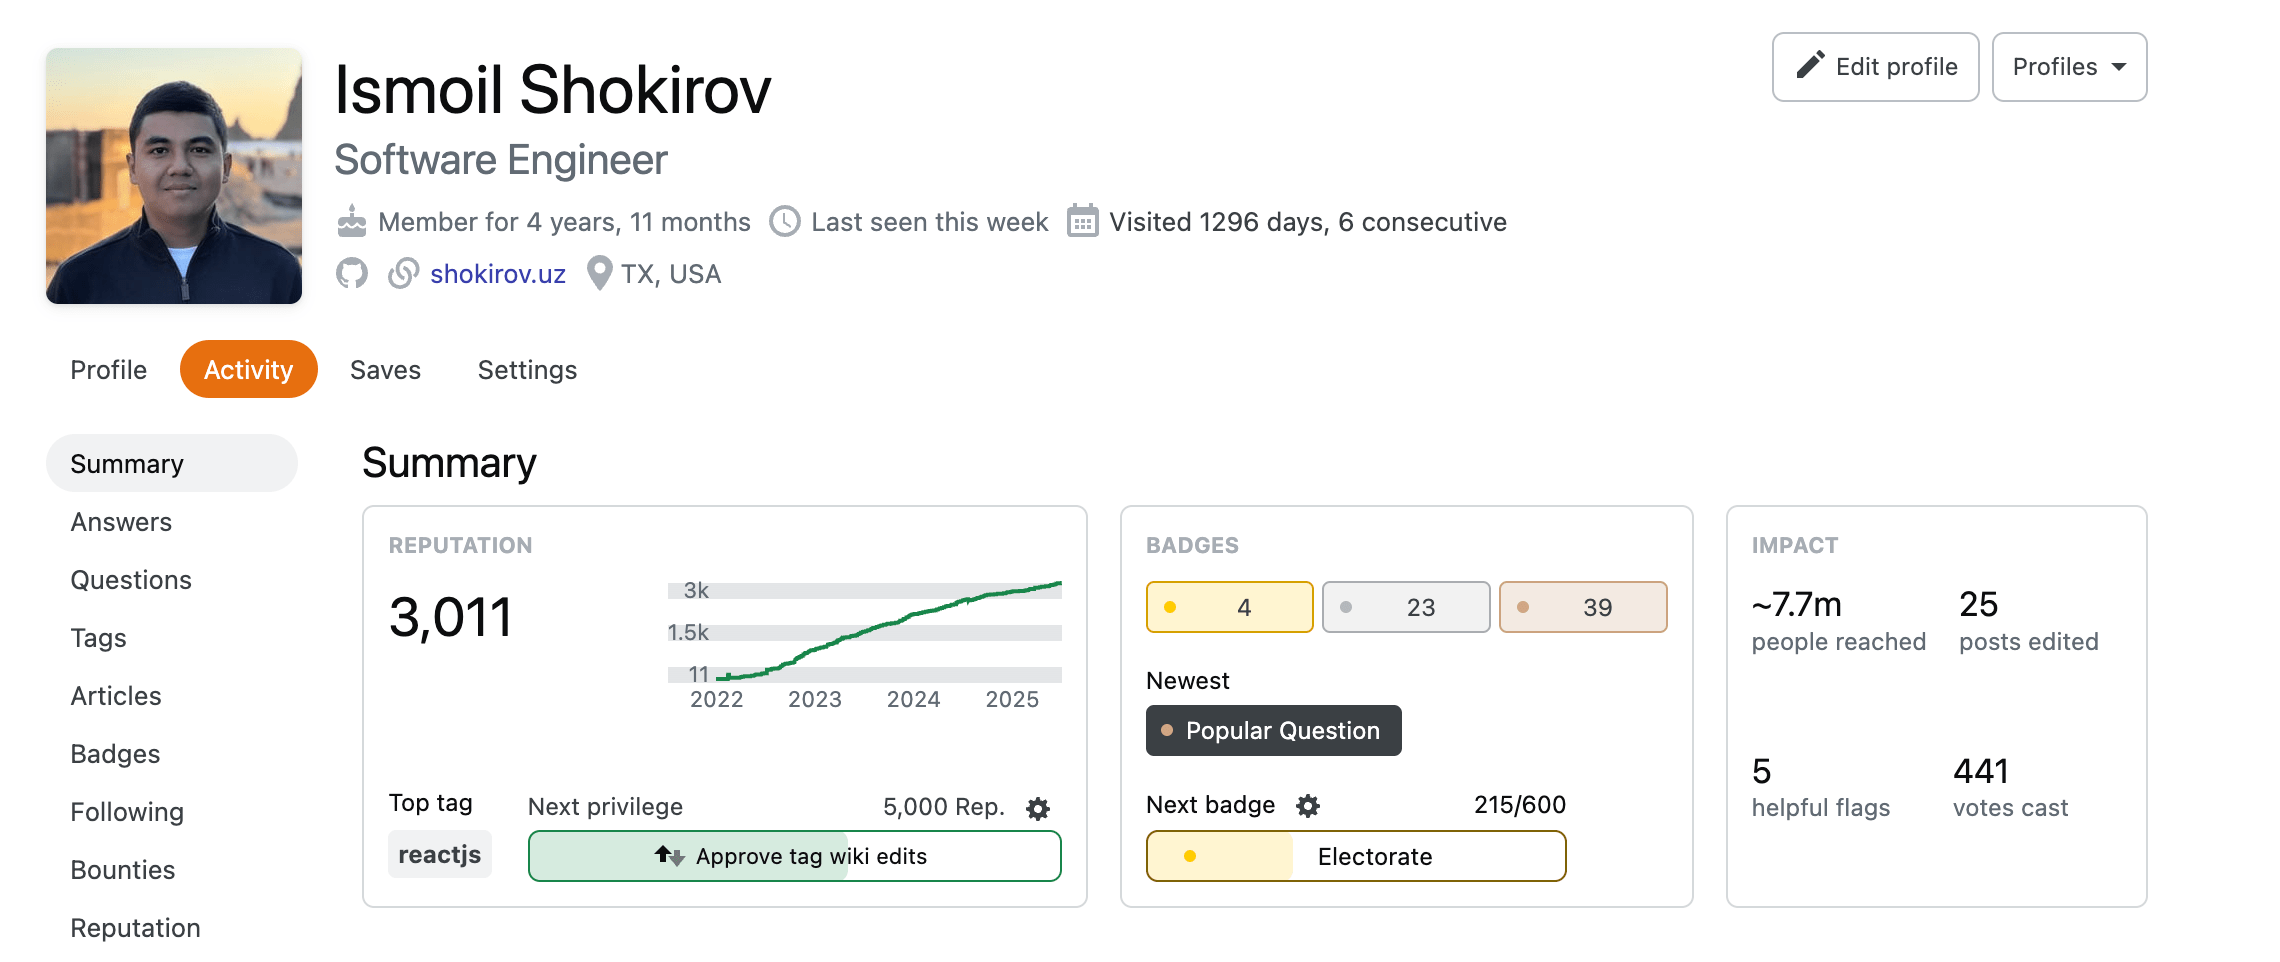 Ismoil Shokirov
Edit profile
Profiles
Software Engineer
Member for 4 years, 11 months Last seen this week Visited 1296 days, 6 consecutive
shokirov.uz TX, USA
Profile Activity Saves Settings
Summary
Answers
Questions
Tags
Articles
Badges
Following
Bounties
Reputation
Summary
REPUTATION
3,011
3k
1.5k
11
2022 2023 2024 2025
Top tag
reactjs
Next privilege 5,000 Rep.
Approve tag wiki edits
BADGES
4 23 39
Newest
Popular Question
Next badge 215/600
Electorate
IMPACT
~7.7m
people reached
25
posts edited
5
helpful flags
441
votes cast